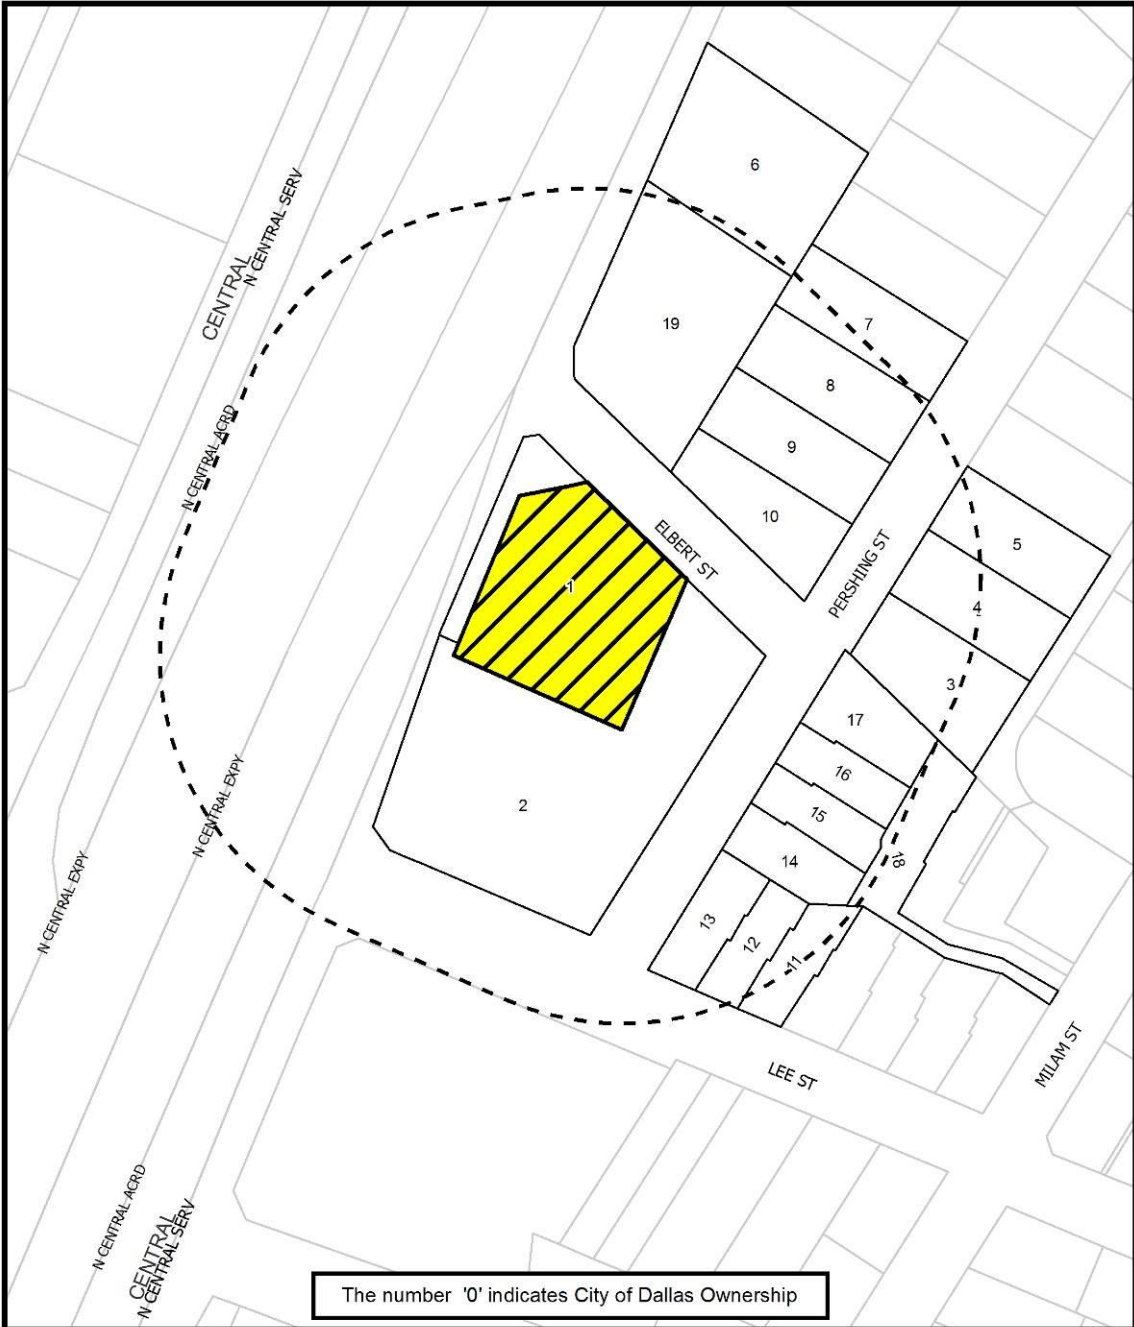 6
N CENTRAL SERV
CENTRAL
19
7
8
N CENTRAL ACRD
9
10
ELBERT ST
5
PERSHING ST
1
4
3
17
16
2
15
N CENTRAL EXPY
14
18
N CENTRAL EXPY
13
12
11
MILAM ST
LEE ST
N CENTRAL ACRD
CENTRAL
N CENTRAL SERV
The number '0' indicates City of Dallas Ownership